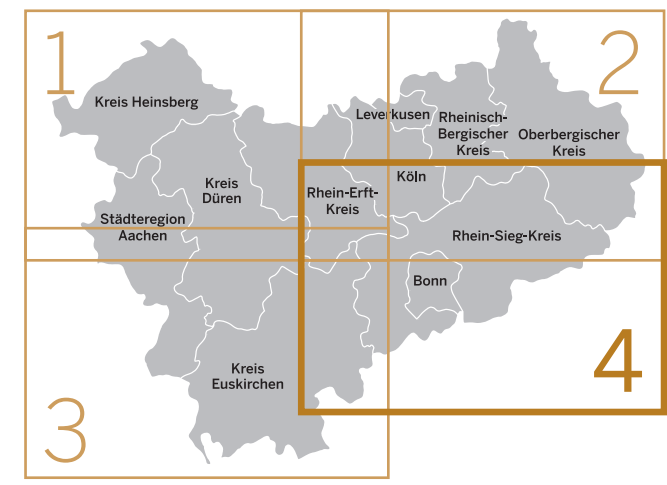 1
2
Kreis Heinsberg
Leverkusen
Rheinisch-
Bergischer
Kreis
Oberbergischer
Kreis
Kreis
Düren
Rhein-Erft-
Kreis
Köln
Städteregion
Aachen
Rhein-Sieg-Kreis
Bonn
Kreis
Euskirchen
3
4